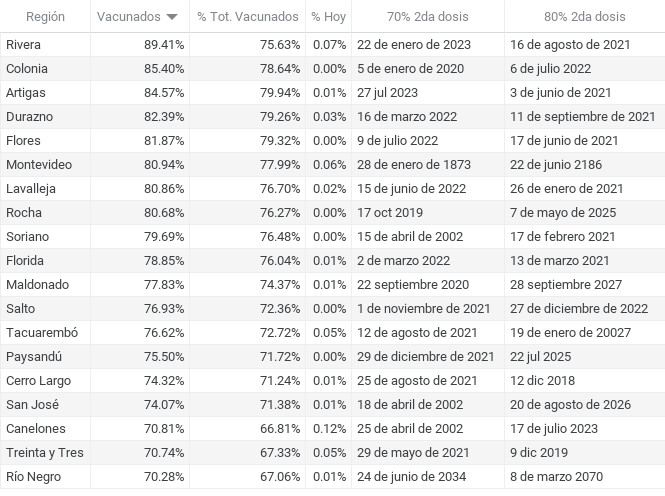 Región Vacunados % Tot. Vacunados % Hoy 70% 2da dosis 80% 2da dosis
Rivera 89.41% 75.63% 0.07% 22 de enero de 2023 16 de agosto de 2021
Colonia 85.40% 78.64% 0.00% 5 de enero de 2020 6 de julio 2022
Artigas 84.57% 79.94% 0.01% 27 jul 2023 3 de junio de 2021
Durazno 82.39% 79.26% 0.03% 16 de marzo 2022 11 de septiembre de 2021
Flores 81.87% 79.32% 0.00% 9 de julio 2022 17 de junio de 2021
Montevideo 80.94% 77.99% 0.06% 28 de enero de 1873 22 de junio 2186
Lavalleja 80.86% 76.70% 0.02% 15 de junio de 2022 26 de enero de 2021
Rocha 80.68% 76.27% 0.00% 17 oct 2019 7 de mayo de 2025
Soriano 79.69% 76.48% 0.00% 15 de abril de 2002 17 de febrero 2021
Florida 78.85% 76.04% 0.01% 2 de marzo 2022 13 de marzo 2021
Maldonado 77.83% 74.37% 0.01% 22 septiembre 2020 28 septiembre 2027
Salto 76.93% 72.36% 0.00% 1 de noviembre de 2021 27 de diciembre de 2022
Tacuarembó 76.62% 72.72% 0.05% 12 de agosto de 2021 19 de enero de 20027
Paysandú 75.50% 71.72% 0.00% 29 de diciembre de 2021 22 jul 2025
Cerro Largo 74.32% 71.24% 0.01% 25 de agosto de 2021 12 dic 2018
San José 74.07% 71.38% 0.01% 18 de abril de 2002 20 de agosto de 2026
Canelones 70.81% 66.81% 0.12% 25 de abril de 2002 17 de julio 2023
Treinta y Tres 70.74% 67.33% 0.05% 29 de mayo de 2021 9 dic 2019
Río Negro 70.28% 67.06% 0.01% 24 de junio de 2034 8 de marzo 2070